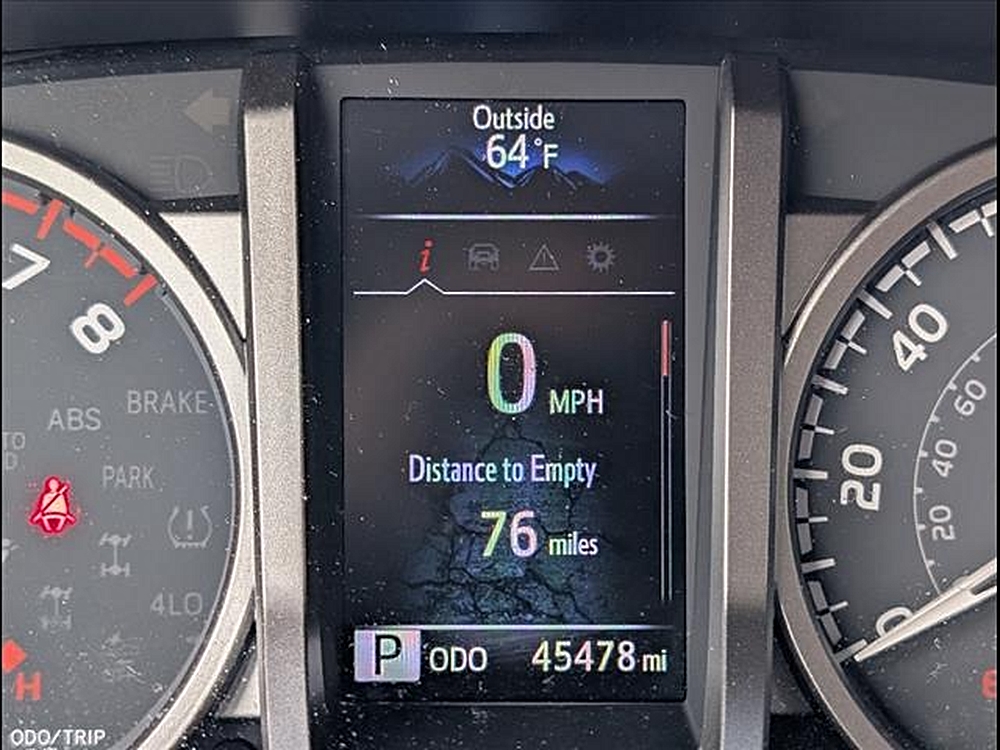 Outside
64°F
i
0 MPH
Distance to Empty
76 miles
P ODO 45478 mi
7
8
ABS
BRAKE
PARK
4LO
H
ODO/TRIP
40
20
0
60
40
20